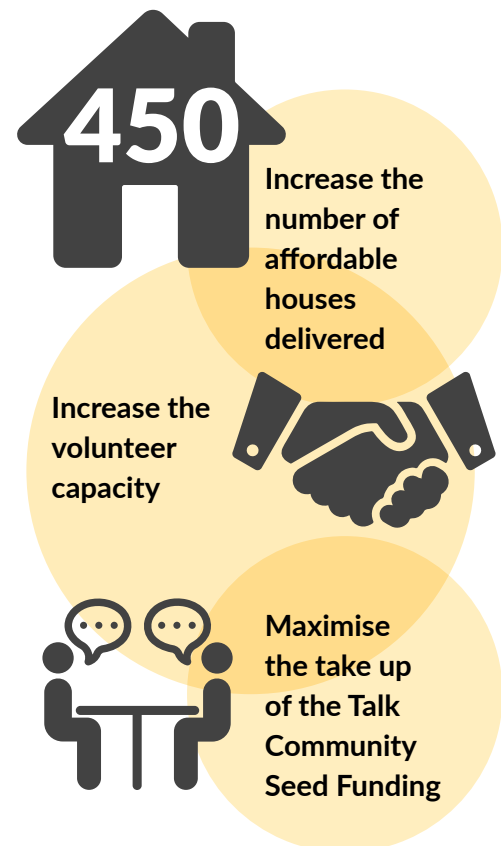 450
Increase the
number of
affordable
houses
delivered
Increase the
volunteer
capacity
Maximise
the take up
of the Talk
Community
Seed Funding